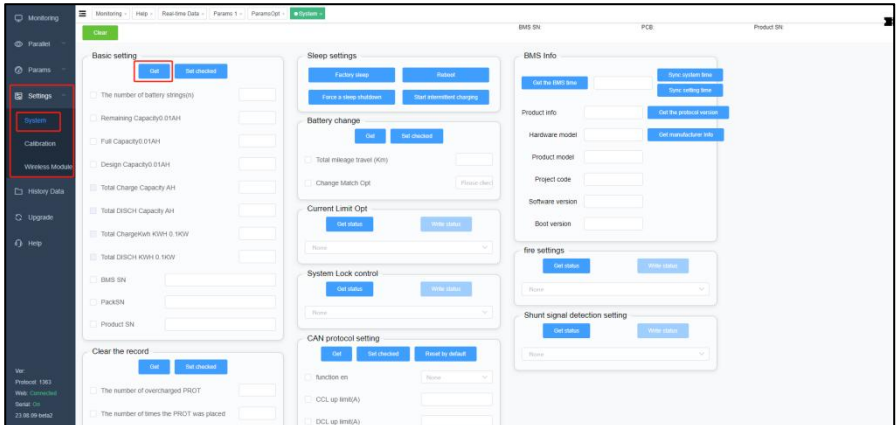 Monitoring
Parallel
Params
Settings
System
Calibration
Wireless Module
History Data
Upgrade
Help
Ver:
Protocol: 1363
Web: Connected
Serial: On
23.08.09-beta2
Monitoring
Help
Real-time Data
Params 1
ParamsOpt
System
Clear
BMS SN:
PCB:
Product SN:
Basic setting
Get
Set checked
The number of battery strings(n)
Remaining Capacity0.01AH
Full Capacity0.01AH
Design Capacity0.01AH
Total Charge Capacity AH
Total DISCH Capacity AH
Total ChargeKwh KWH 0.1KW
Total DISCH KWH 0.1KW
BMS SN
PackSN
Product SN
Clear the record
Get
Set checked
The number of overcharged PROT
The number of times the PROT was placed
Sleep settings
Factory sleep
Reboot
Force a sleep shutdown
Start intermittent charging
Battery change
Get
Set checked
Total mileage travel (Km)
Change Match Opt
Current Limit Opt
Get status
Write status
None
System Lock control
Get status
Write status
None
CAN protocol setting
Get
Set checked
Reset by default
function en
None
CCL up limit(A)
DCL up limit(A)
BMS Info
Get the BMS time
Sync system time
Sync setting time
Product info
Get the protocol version
Hardware model
Get manufacturer info
Product model
Project code
Software version
Boot version
fire settings
Get status
Write status
None
Shunt signal detection setting
Get status
Write status
None